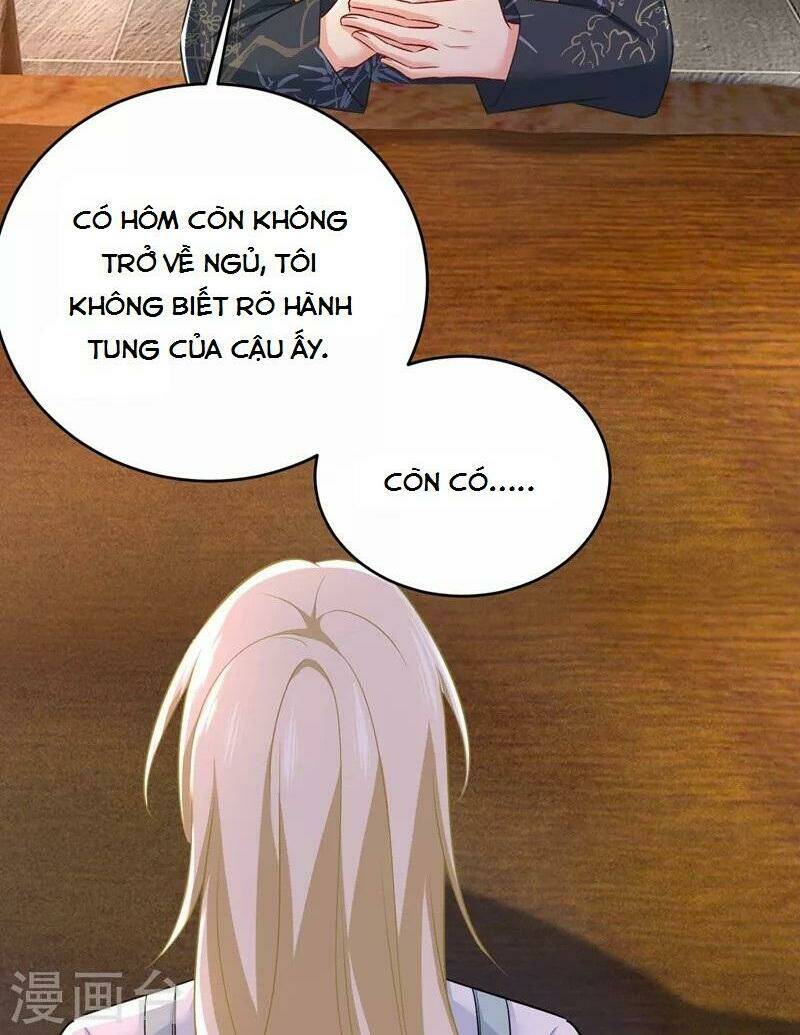 CÓ HÔM CÒN KHÔNG
TRỞ VỀ NGỦ, TÔI
KHÔNG BIẾT RÕ HÀNH
TUNG CỦA CẬU ẤY.
CÒN CÓ.....
漫画台